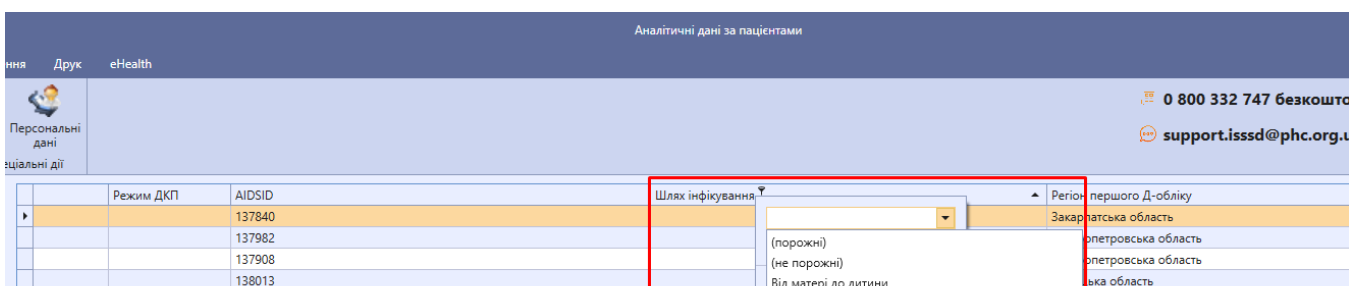 Аналітичні дані за пацієнтами
ння Друк eHealth
0 800 332 747 безкошто
Персональні
дані
support.isssd@phc.org.u
еціальні дії
Режим ДКП AIDSID Шлях інфікування Регіон першого Д-обліку
137840 Закарпатська область
137982 опетровська область
(порожні)
137908 опетровська область
(не порожні)
138013 ька область
Від матері до дитини